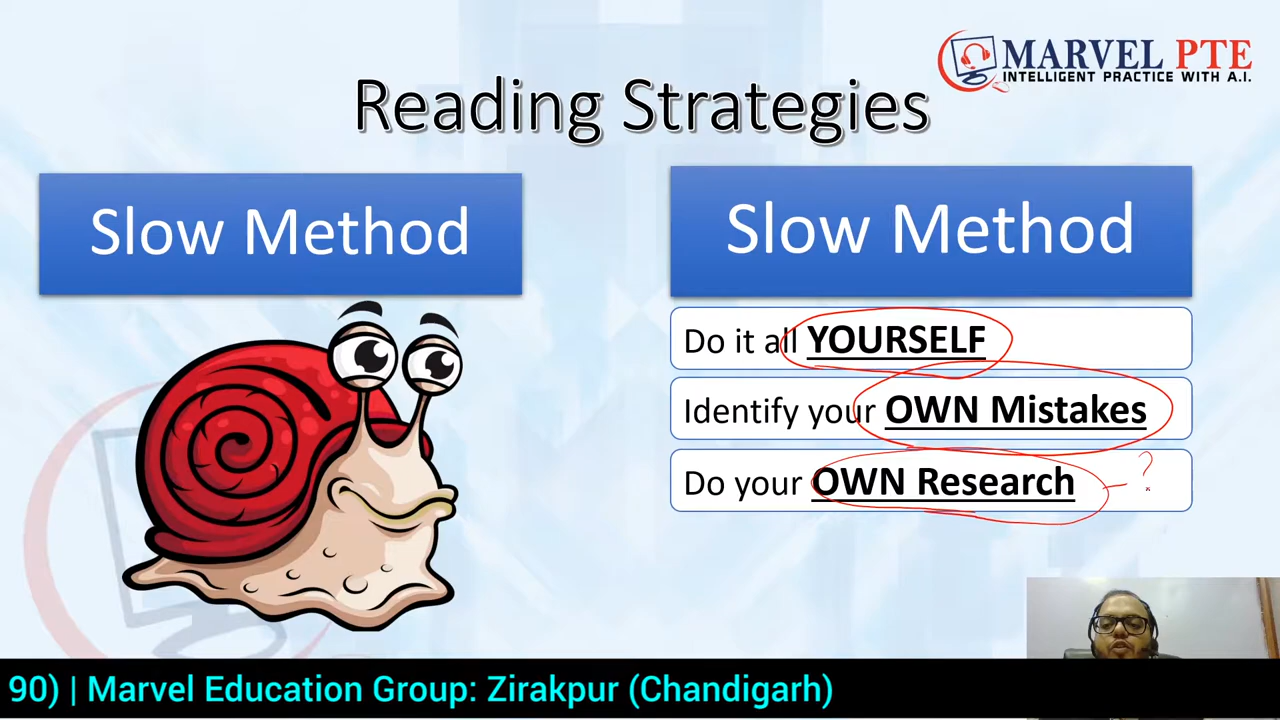 MARVEL PTE
INTELLIGENT PRACTICE WITH A.I.
Reading Strategies
Slow Method
Slow Method
Do it all YOURSELF
Identify your OWN Mistakes
Do your OWN Research
?
90) | Marvel Education Group: Zirakpur (Chandigarh)